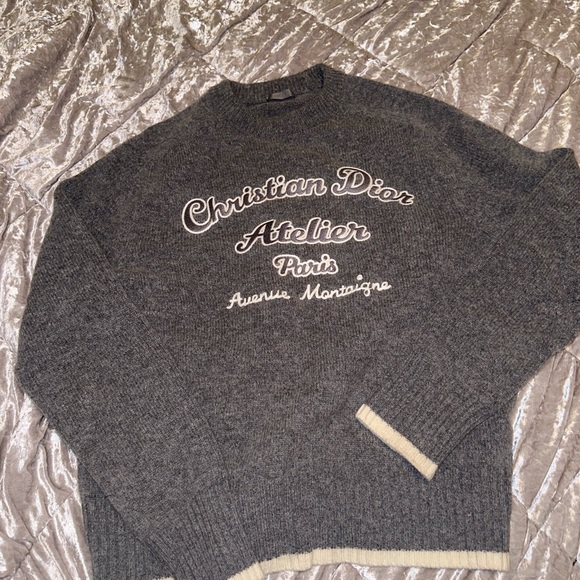 Christian Dior
Atelier
Paris
Avenue Montaigne